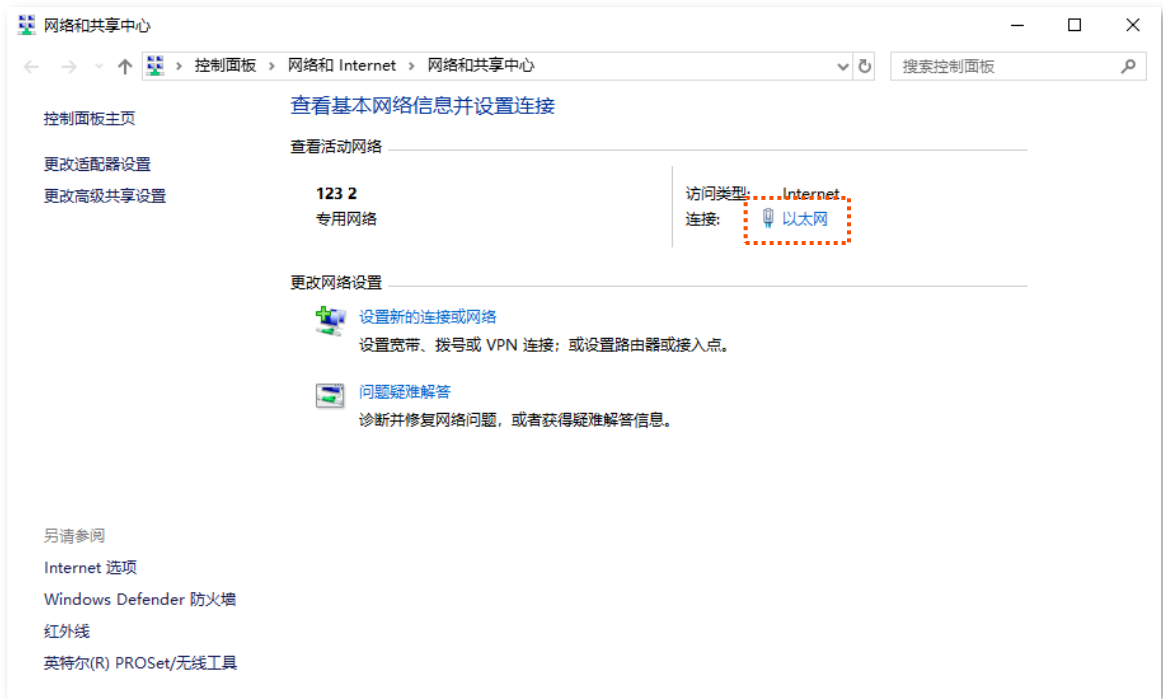 网络和共享中心
控制面板 › 网络和 Internet › 网络和共享中心
搜索控制面板
控制面板主页
更改适配器设置
更改高级共享设置
查看基本网络信息并设置连接
查看活动网络
123 2
专用网络
访问类型: Internet
连接: 以太网
更改网络设置
设置新的连接或网络
设置宽带、拨号或 VPN 连接；或设置路由器或接入点。
问题疑难解答
诊断并修复网络问题，或者获得疑难解答信息。
另请参阅
Internet 选项
Windows Defender 防火墙
红外线
英特尔(R) PROSet/无线工具